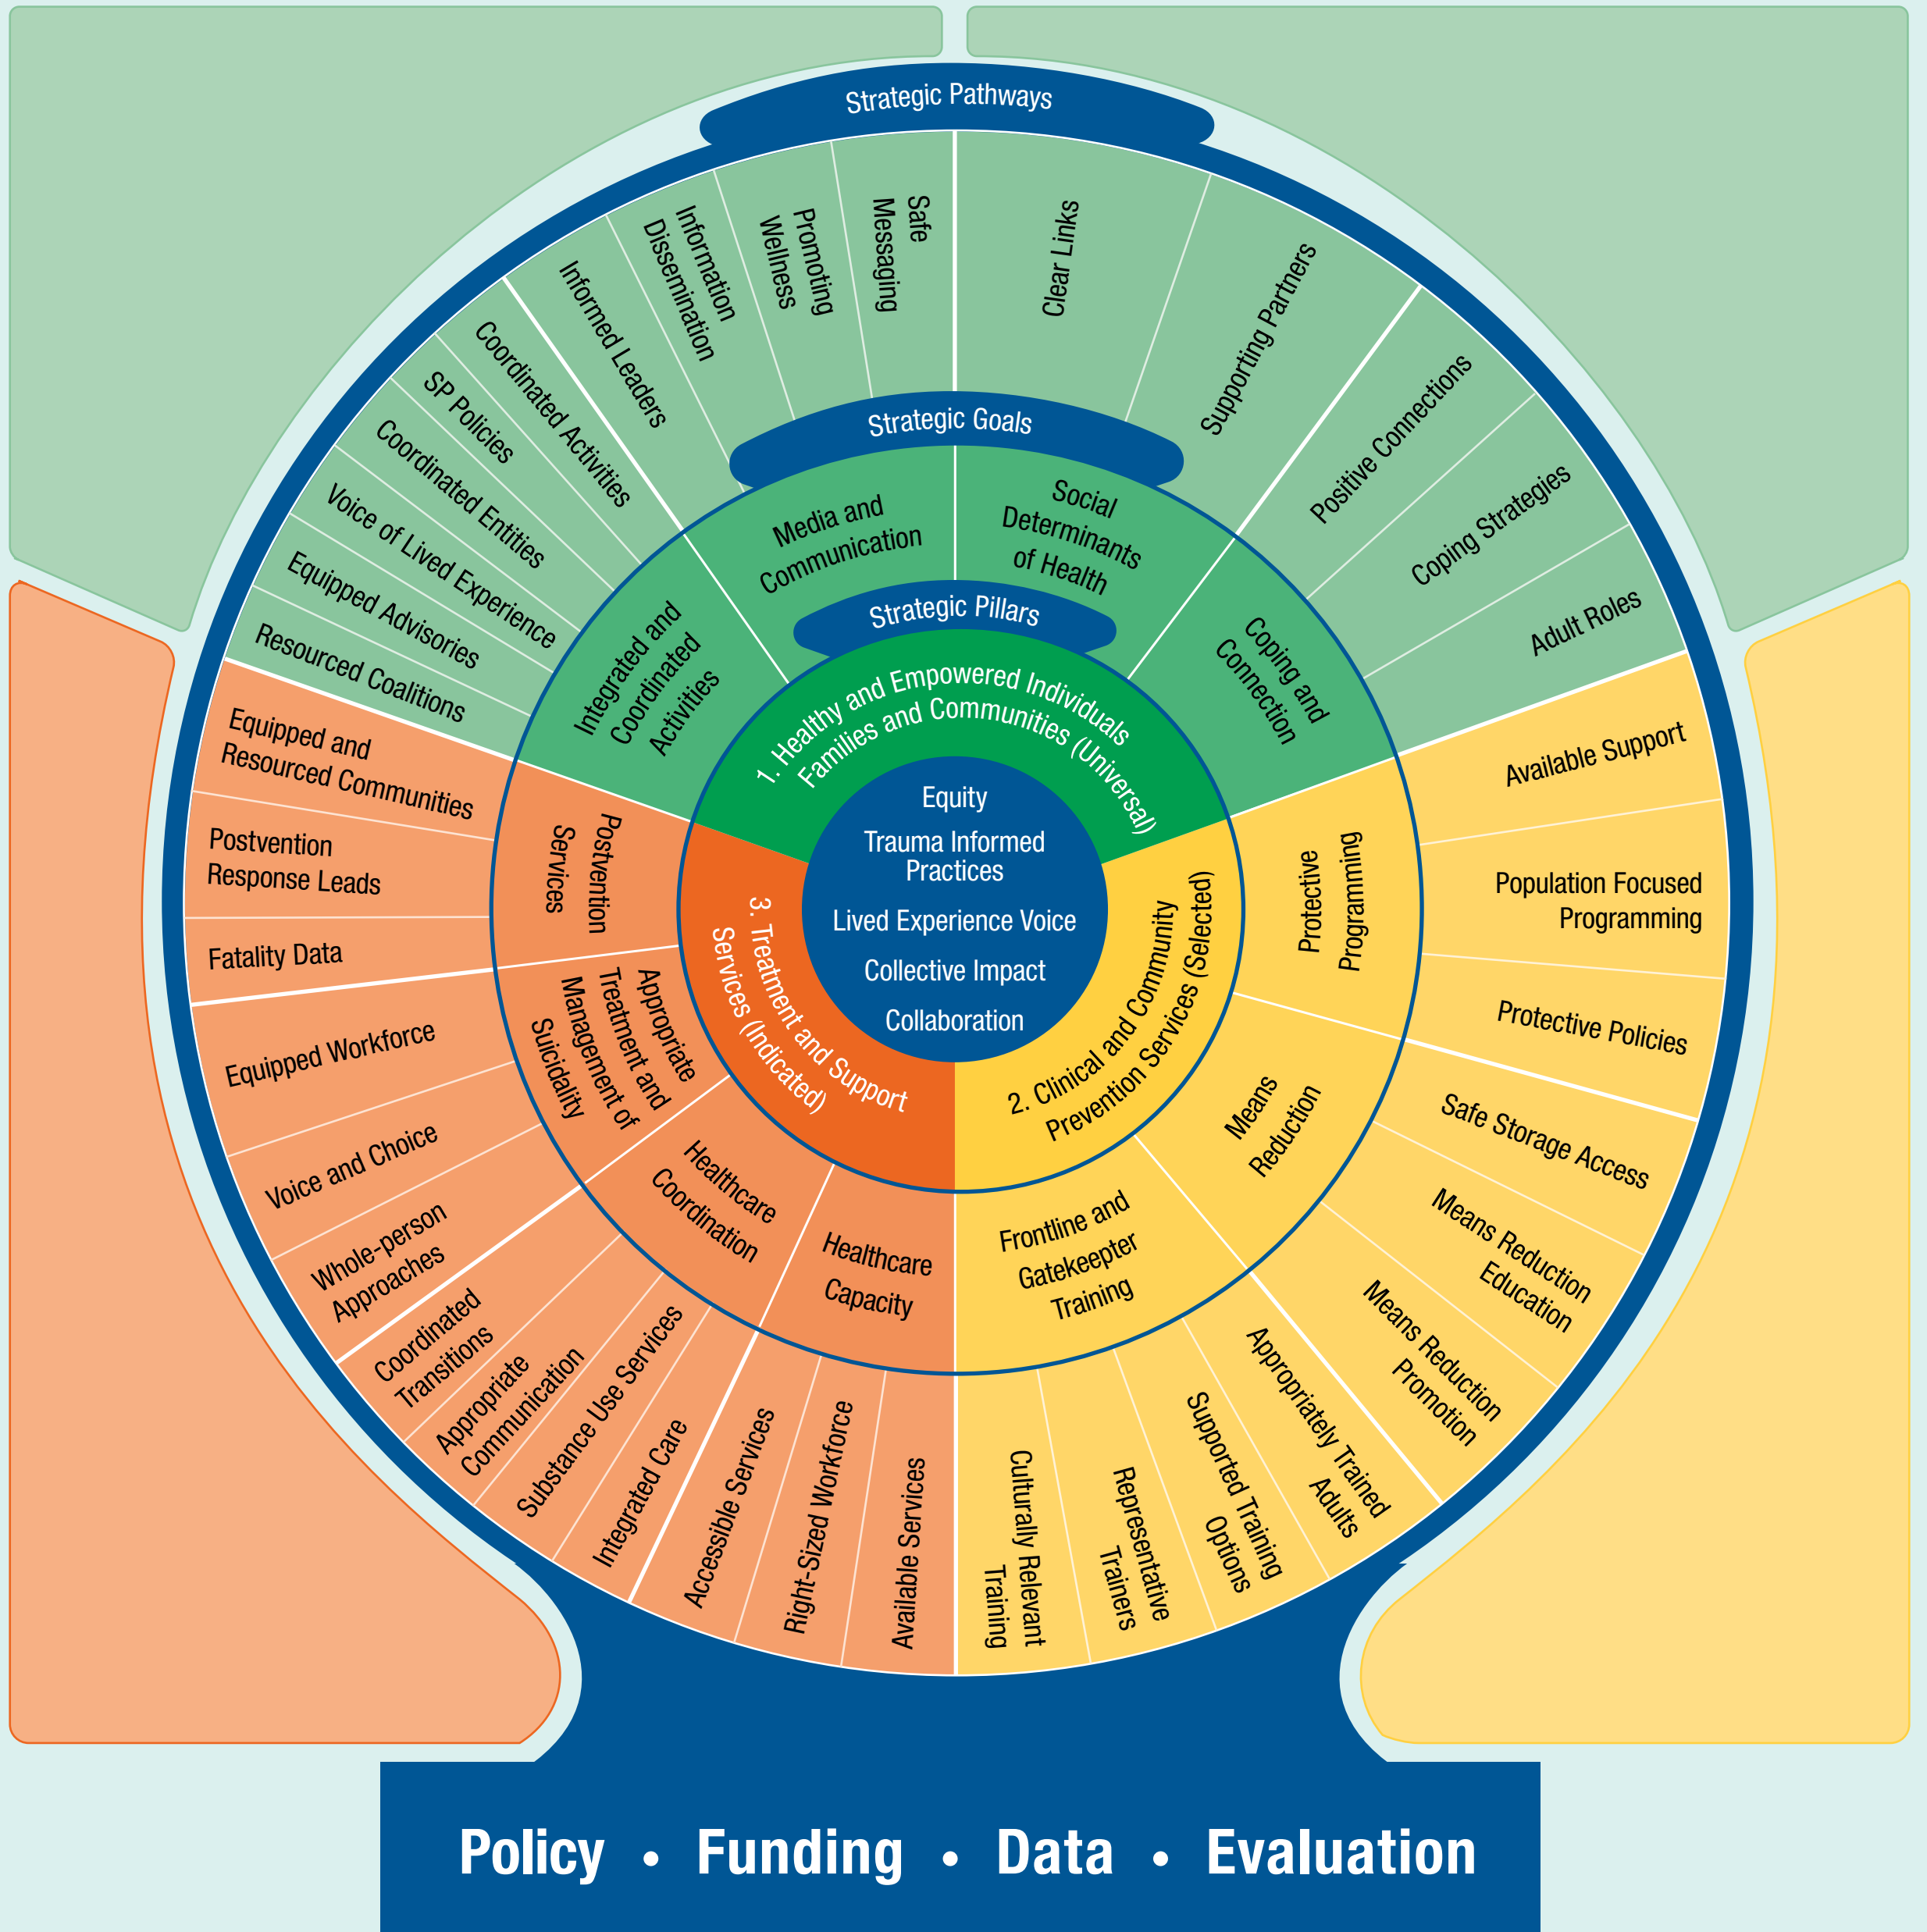 Strategic Pathways
Safe
Messaging
Promoting
Wellness
Information
Dissemination
Informed Leaders
Coordinated Activities
SP Policies
Coordinated Entities
Voice of Lived Experience
Equipped Advisories
Resourced Coalitions
Clear Links
Supporting Partners
Positive Connections
Coping Strategies
Adult Roles
Strategic Goals
Media and
Communication
Social
Determinants
of Health
Integrated and
Coordinated
Activities
Coping and
Connection
Strategic Pillars
1. Healthy and Empowered Individuals
Families and Communities (Universal)
Equity
Trauma Informed
Practices
Lived Experience Voice
Collective Impact
Collaboration
2. Clinical and Community
Prevention Services (Selected)
Protective
Programming
Means
Reduction
Frontline and
Gatekeeper
Training
Available Support
Population Focused
Programming
Protective Policies
Safe Storage Access
Means Reduction
Education
Means Reduction
Promotion
Appropriately Trained
Adults
Supported Training
Options
Representative
Trainers
Culturally Relevant
Training
3. Treatment and Support
Services (Indicated)
Postvention
Services
Appropriate
Treatment and
Management of
Suicidality
Healthcare
Coordination
Healthcare
Capacity
Equipped and
Resourced Communities
Postvention
Response Leads
Fatality Data
Equipped Workforce
Voice and Choice
Whole-person
Approaches
Coordinated
Transitions
Appropriate
Communication
Substance Use Services
Integrated Care
Accessible Services
Right-Sized Workforce
Available Services
Policy • Funding • Data • Evaluation